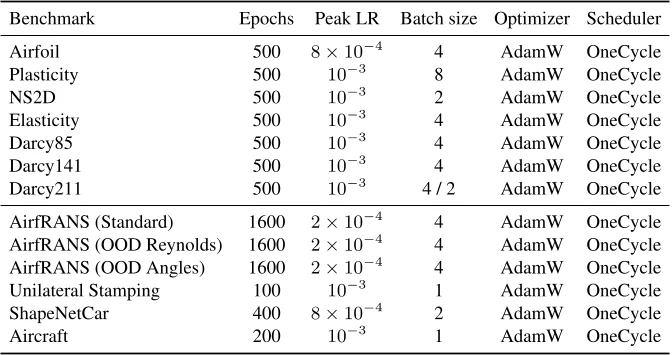 Benchmark Epochs Peak LR Batch size Optimizer Scheduler
Airfoil 500 8 × 10⁻⁴ 4 AdamW OneCycle
Plasticity 500 10⁻³ 8 AdamW OneCycle
NS2D 500 10⁻³ 2 AdamW OneCycle
Elasticity 500 10⁻³ 4 AdamW OneCycle
Darcy85 500 10⁻³ 4 AdamW OneCycle
Darcy141 500 10⁻³ 4 AdamW OneCycle
Darcy211 500 10⁻³ 4 / 2 AdamW OneCycle
AirfRANS (Standard) 1600 2 × 10⁻⁴ 4 AdamW OneCycle
AirfRANS (OOD Reynolds) 1600 2 × 10⁻⁴ 4 AdamW OneCycle
AirfRANS (OOD Angles) 1600 2 × 10⁻⁴ 4 AdamW OneCycle
Unilateral Stamping 100 10⁻³ 1 AdamW OneCycle
ShapeNetCar 400 8 × 10⁻⁴ 2 AdamW OneCycle
Aircraft 200 10⁻³ 1 AdamW OneCycle